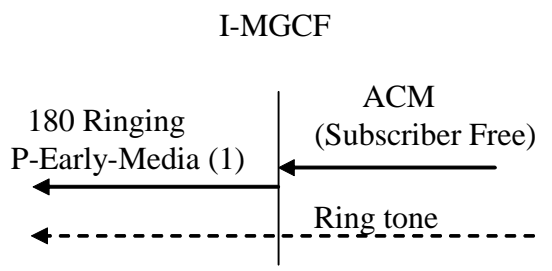 I-MGCF
ACM
180 Ringing
(Subscriber Free)
P-Early-Media (1)
Ring tone